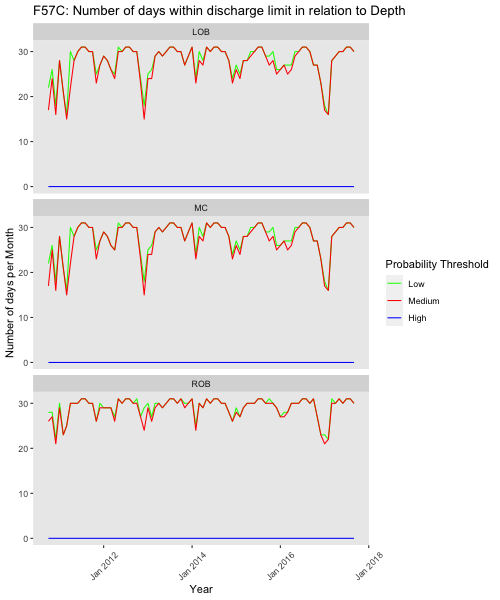 F57C: Number of days within discharge limit in relation to Depth
LOB
30
20
10
0
MC
30
20
10
0
ROB
30
20
10
0
Number of days per Month
Jan 2012
Jan 2014
Jan 2016
Jan 2018
Year
Probability Threshold
Low
Medium
High